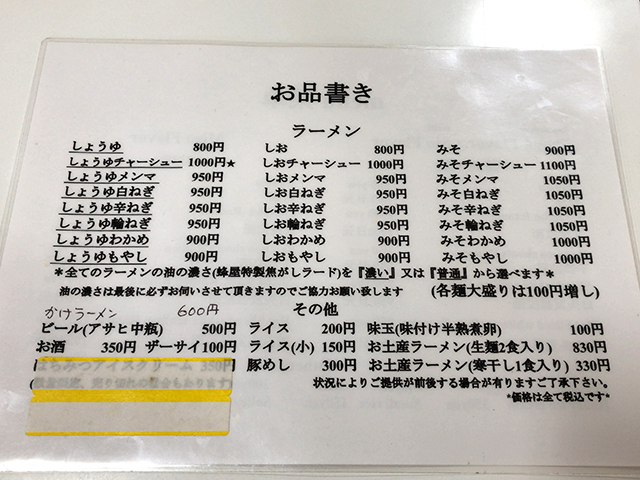 お品書き
ラーメン
しょうゆ 800円 しお 800円 みそ 900円
しょうゆチャーシュー 1000円★ しおチャーシュー 1000円 みそチャーシュー 1100円
しょうゆメンマ 950円 しおメンマ 950円 みそメンマ 1050円
しょうゆ白ねぎ 950円 しお白ねぎ 950円 みそ白ねぎ 1050円
しょうゆ辛ねぎ 950円 しお辛ねぎ 950円 みそ辛ねぎ 1050円
しょうゆ輪ねぎ 950円 しお輪ねぎ 950円 みそ輪ねぎ 1050円
しょうゆわかめ 900円 しおわかめ 900円 みそわかめ 1000円
しょうゆもやし 900円 しおもやし 900円 みそもやし 1000円
*全てのラーメンの油の濃さ(蜂屋特製焦がしラード)を『濃い』又は『普通』から選べます*
油の濃さは最後に必ずお伺いさせて頂きますのでご協力お願い致します (各麺大盛りは100円増し)
かけラーメン 600円 その他
ビール(アサヒ中瓶) 500円 ライス 200円 味玉(味付け半熟煮卵) 100円
お酒 350円 ザーサイ 100円 ライス(小) 150円 お土産ラーメン(生麺2食入り) 830円
はちみつアイスクリーム 350円 豚めし 300円 お土産ラーメン(寒干し1食入り) 330円
状況によりご提供が前後する場合が有りますご了承下さい。
*価格は全て税込です*